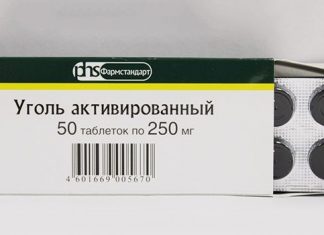 phs Фармстандарт
Уголь активированный
50 таблеток по 250 мг
4 601669 005670